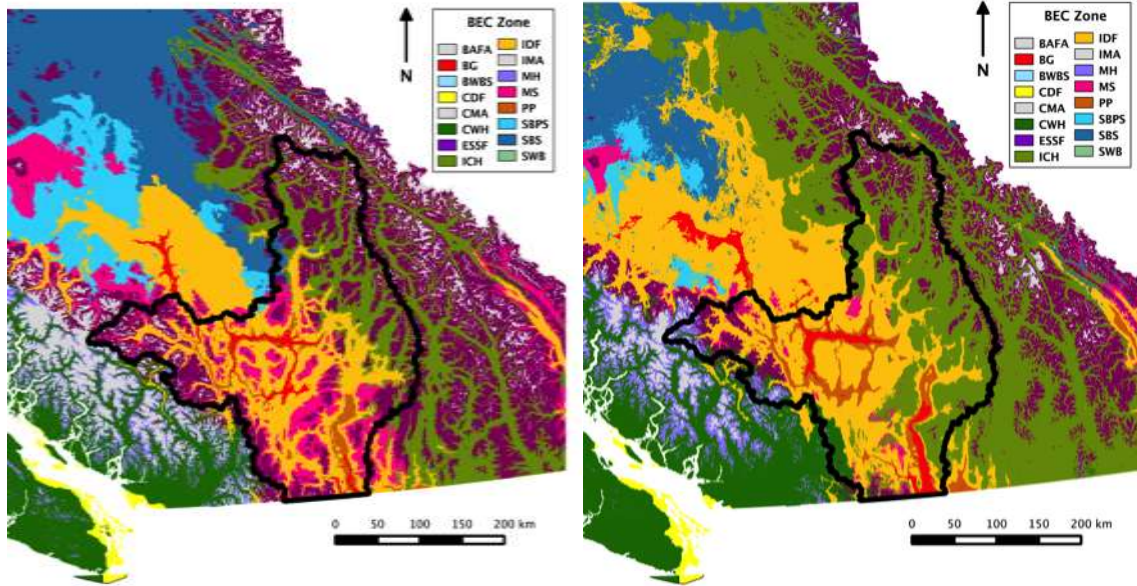 BEC Zone
BAFA
BG
BWBS
CDF
CMA
CWH
ESSF
ICH
IDF
IMA
MH
MS
PP
SBPS
SBS
SWB
N
0 50 100 150 200 km
BEC Zone
BAFA
BG
BWBS
CDF
CMA
CWH
ESSF
ICH
IDF
IMA
MH
MS
PP
SBPS
SBS
SWB
N
0 50 100 150 200 km